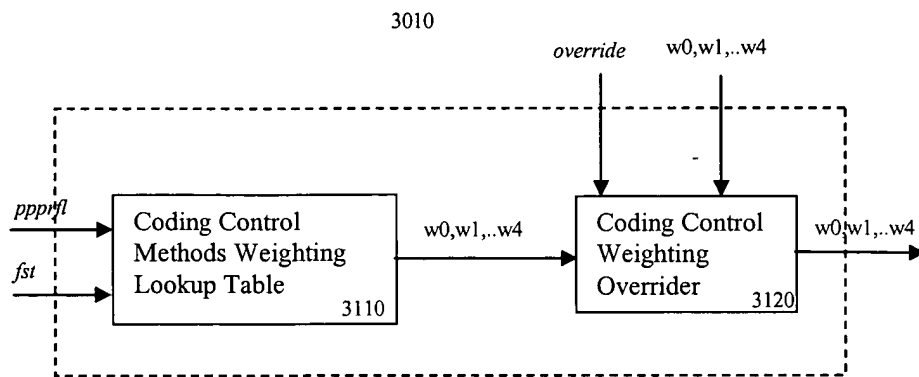 3010
override
w0,w1,..w4
ppprfl
fst
Coding Control
Methods Weighting
Lookup Table
3110
w0,w1,..w4
Coding Control
Weighting
Overrider
3120
w0,w1,..w4